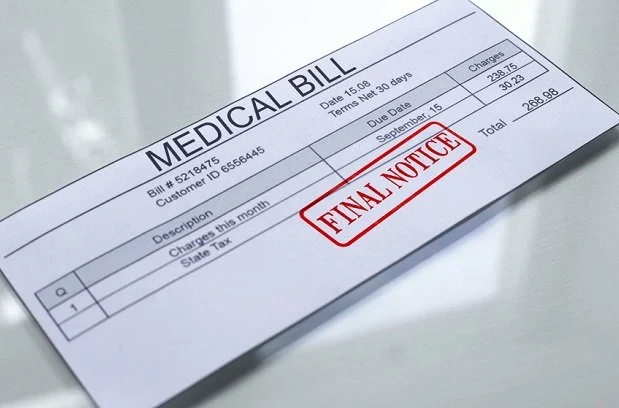 MEDICAL BILL
Date 15.08
Terms Net 30 days
Bill # 5218475
Customer ID 6556445
Q Description Due Date Charges
1 Charges this month September, 15 238.75
State Tax 30.23
Total 268.98
FINAL NOTICE